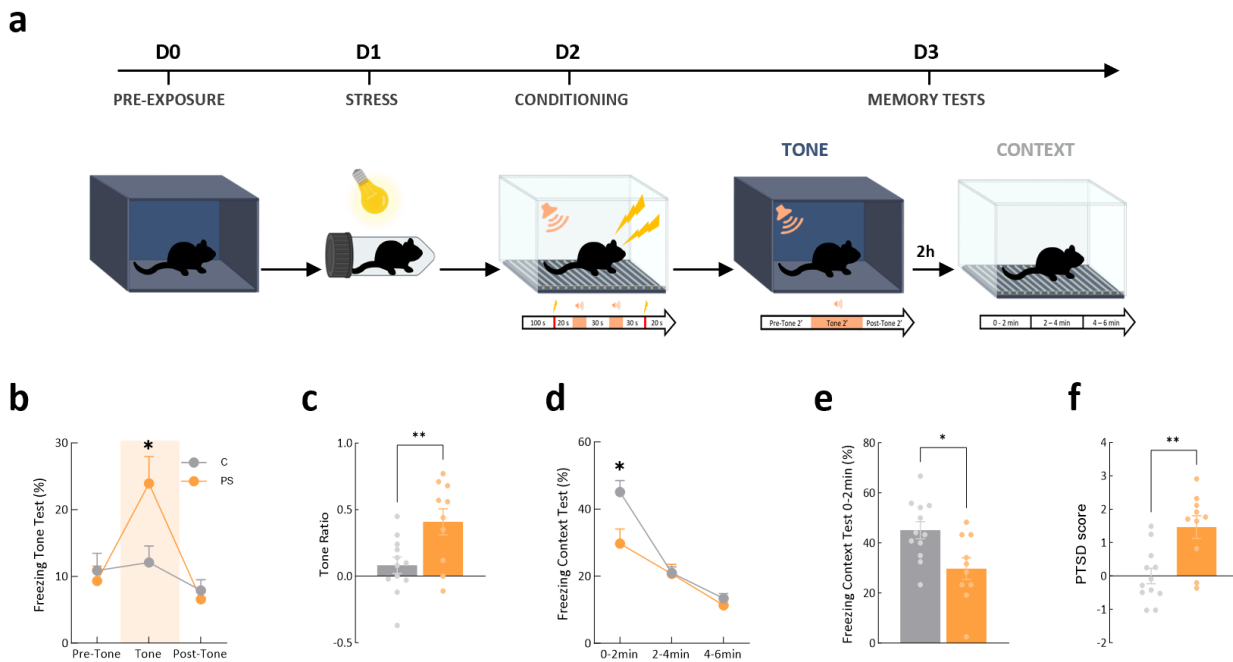 a
D0 D1 D2 D3
PRE-EXPOSURE STRESS CONDITIONING MEMORY TESTS
TONE CONTEXT
2h
100 s 20 s 30 s 30 s 20 s
Pre-Tone 2' Tone 2' Post-Tone 2'
0 - 2 min 2 – 4 min 4 – 6 min
b
Freezing Tone Test (%)
30
20
10
0
*
C
PS
Pre-Tone Tone Post-Tone
c
Tone Ratio
1.0
0.5
0.0
-0.5
**
d
Freezing Context Test (%)
60
40
20
0
*
0-2min 2-4min 4-6min
e
Freezing Context Test 0-2min (%)
80
60
40
20
0
*
f
PTSD score
4
3
2
1
0
-1
-2
**